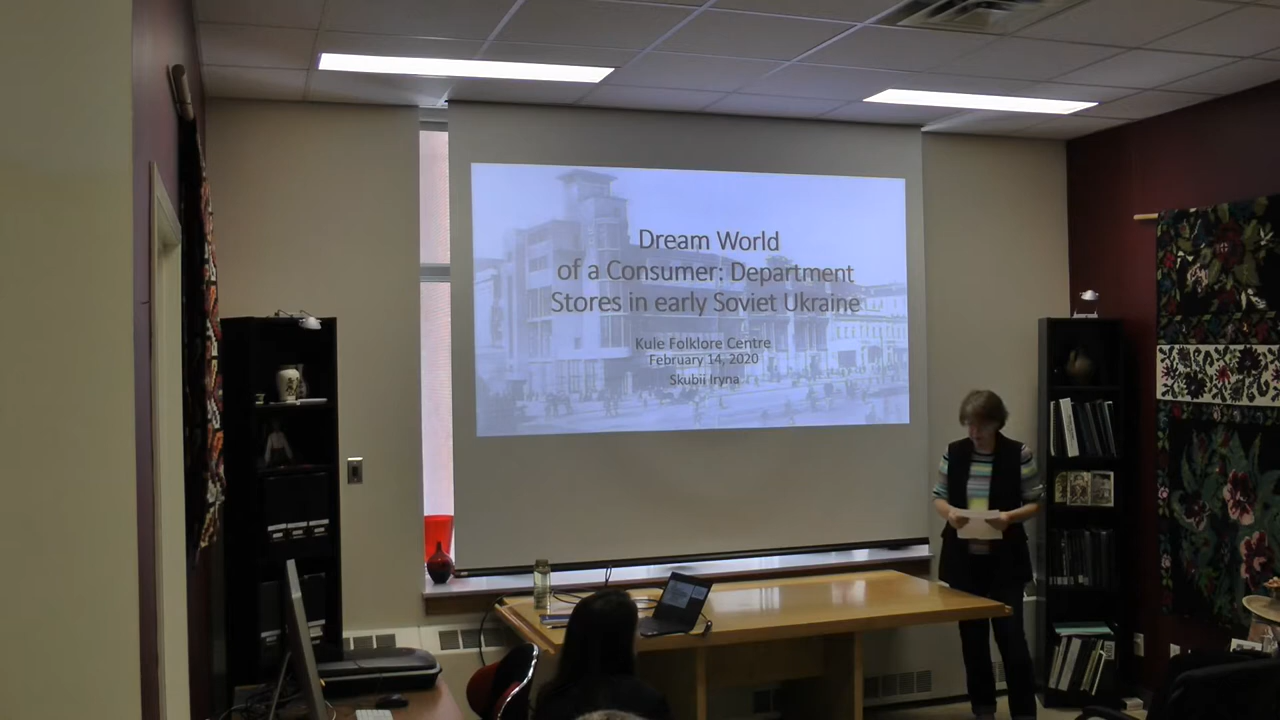 Dream World
of a Consumer: Department
Stores in early Soviet Ukraine
Kule Folklore Centre
February 14, 2020
Skubii Iryna